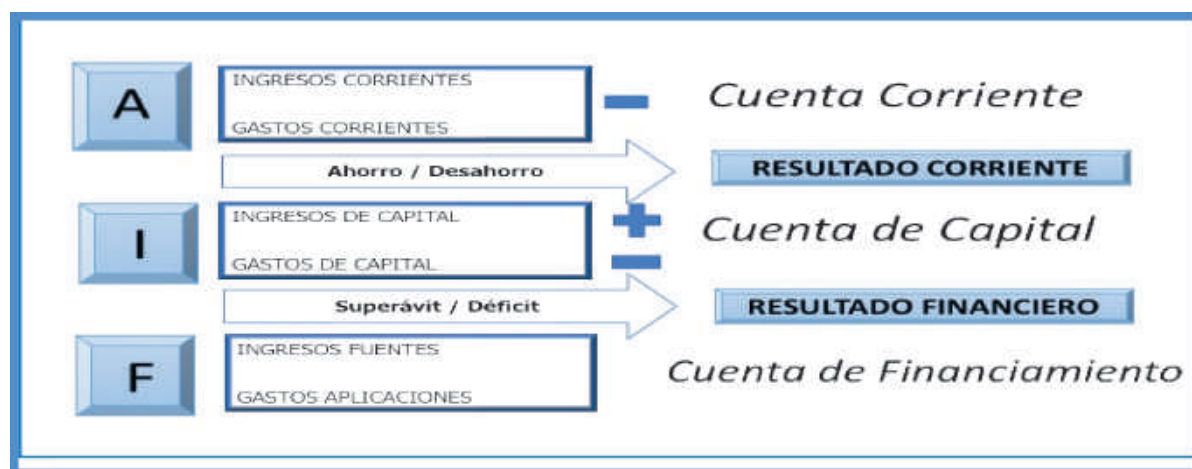 A
INGRESOS CORRIENTES
GASTOS CORRIENTES
Cuenta Corriente
Ahorro / Desahorro
RESULTADO CORRIENTE
I
INGRESOS DE CAPITAL
GASTOS DE CAPITAL
Cuenta de Capital
Superávit / Déficit
RESULTADO FINANCIERO
F
INGRESOS FUENTES
GASTOS APLICACIONES
Cuenta de Financiamiento